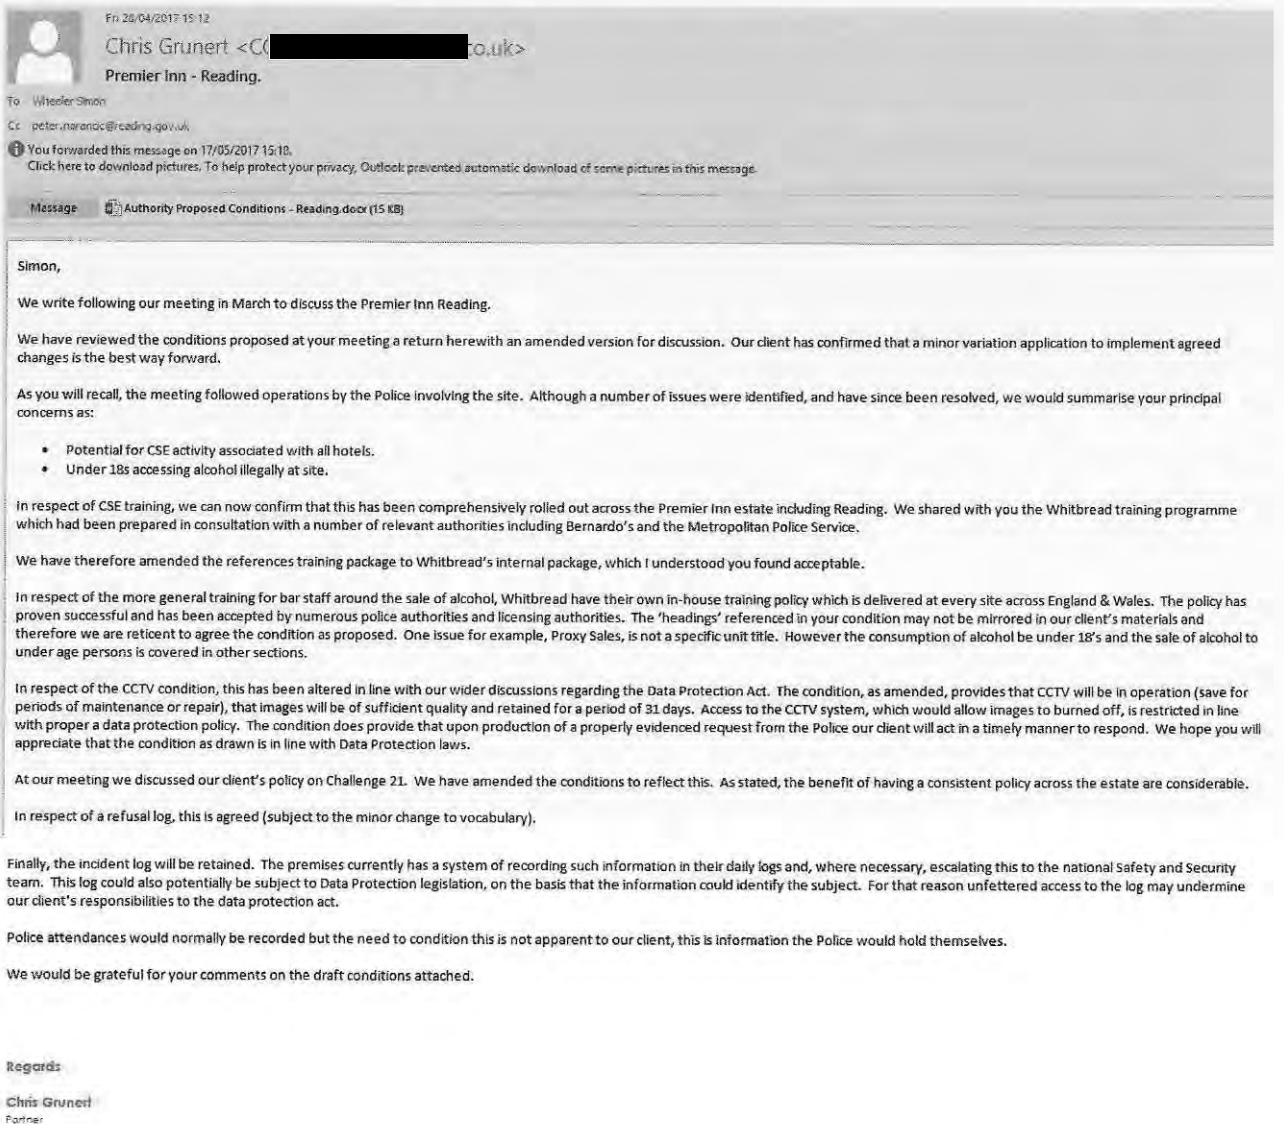 Fri 28/04/2017 15:12
Chris Grunert <C( co.uk>
Premier Inn - Reading.
To Wheeler Simon
Cc
You forwarded this message on 17/05/2017 15:18.
Click here to download pictures. To help protect your privacy, Outlook prevented automatic download of some pictures in this message.
Message Authority Proposed Conditions - Reading.docx (15 KB)
Simon,
We write following our meeting in March to discuss the Premier Inn Reading.
We have reviewed the conditions proposed at your meeting a return herewith an amended version for discussion. Our client has confirmed that a minor variation application to implement agreed
changes is the best way forward.
As you will recall, the meeting followed operations by the Police involving the site. Although a number of issues were identified, and have since been resolved, we would summarise your principal
concerns as:
• Potential for CSE activity associated with all hotels.
• Under 18s accessing alcohol illegally at site.
In respect of CSE training, we can now confirm that this has been comprehensively rolled out across the Premier Inn estate including Reading. We shared with you the Whitbread training programme
which had been prepared in consultation with a number of relevant authorities including Bernardo's and the Metropolitan Police Service.
We have therefore amended the references training package to Whitbread's internal package, which I understood you found acceptable.
In respect of the more general training for bar staff around the sale of alcohol, Whitbread have their own in-house training policy which is delivered at every site across England & Wales. The policy has
proven successful and has been accepted by numerous police authorities and licensing authorities. The 'headings' referenced in your condition may not be mirrored in our client's materials and
therefore we are reticent to agree the condition as proposed. One issue for example, Proxy Sales, is not a specific unit title. However the consumption of alcohol be under 18's and the sale of alcohol to
under age persons is covered in other sections.
In respect of the CCTV condition, this has been altered in line with our wider discussions regarding the Data Protection Act. The condition, as amended, provides that CCTV will be in operation (save for
periods of maintenance or repair), that images will be of sufficient quality and retained for a period of 31 days. Access to the CCTV system, which would allow images to burned off, is restricted in line
with proper a data protection policy. The condition does provide that upon production of a properly evidenced request from the Police our client will act in a timely manner to respond. We hope you will
appreciate that the condition as drawn is in line with Data Protection laws.
At our meeting we discussed our client's policy on Challenge 21. We have amended the conditions to reflect this. As stated, the benefit of having a consistent policy across the estate are considerable.
In respect of a refusal log, this is agreed (subject to the minor change to vocabulary).
Finally, the incident log will be retained. The premises currently has a system of recording such information in their daily logs and, where necessary, escalating this to the national Safety and Security
team. This log could also potentially be subject to Data Protection legislation, on the basis that the information could identify the subject. For that reason unfettered access to the log may undermine
our client's responsibilities to the data protection act.
Police attendances would normally be recorded but the need to condition this is not apparent to our client, this is information the Police would hold themselves.
We would be grateful for your comments on the draft conditions attached.
Regards
Chris Grunert
Partner